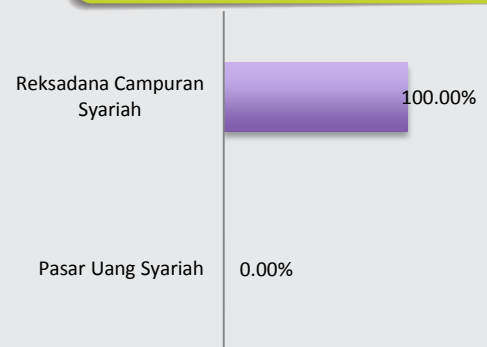 Reksadana Campuran
Syariah
100.00%
Pasar Uang Syariah
0.00%